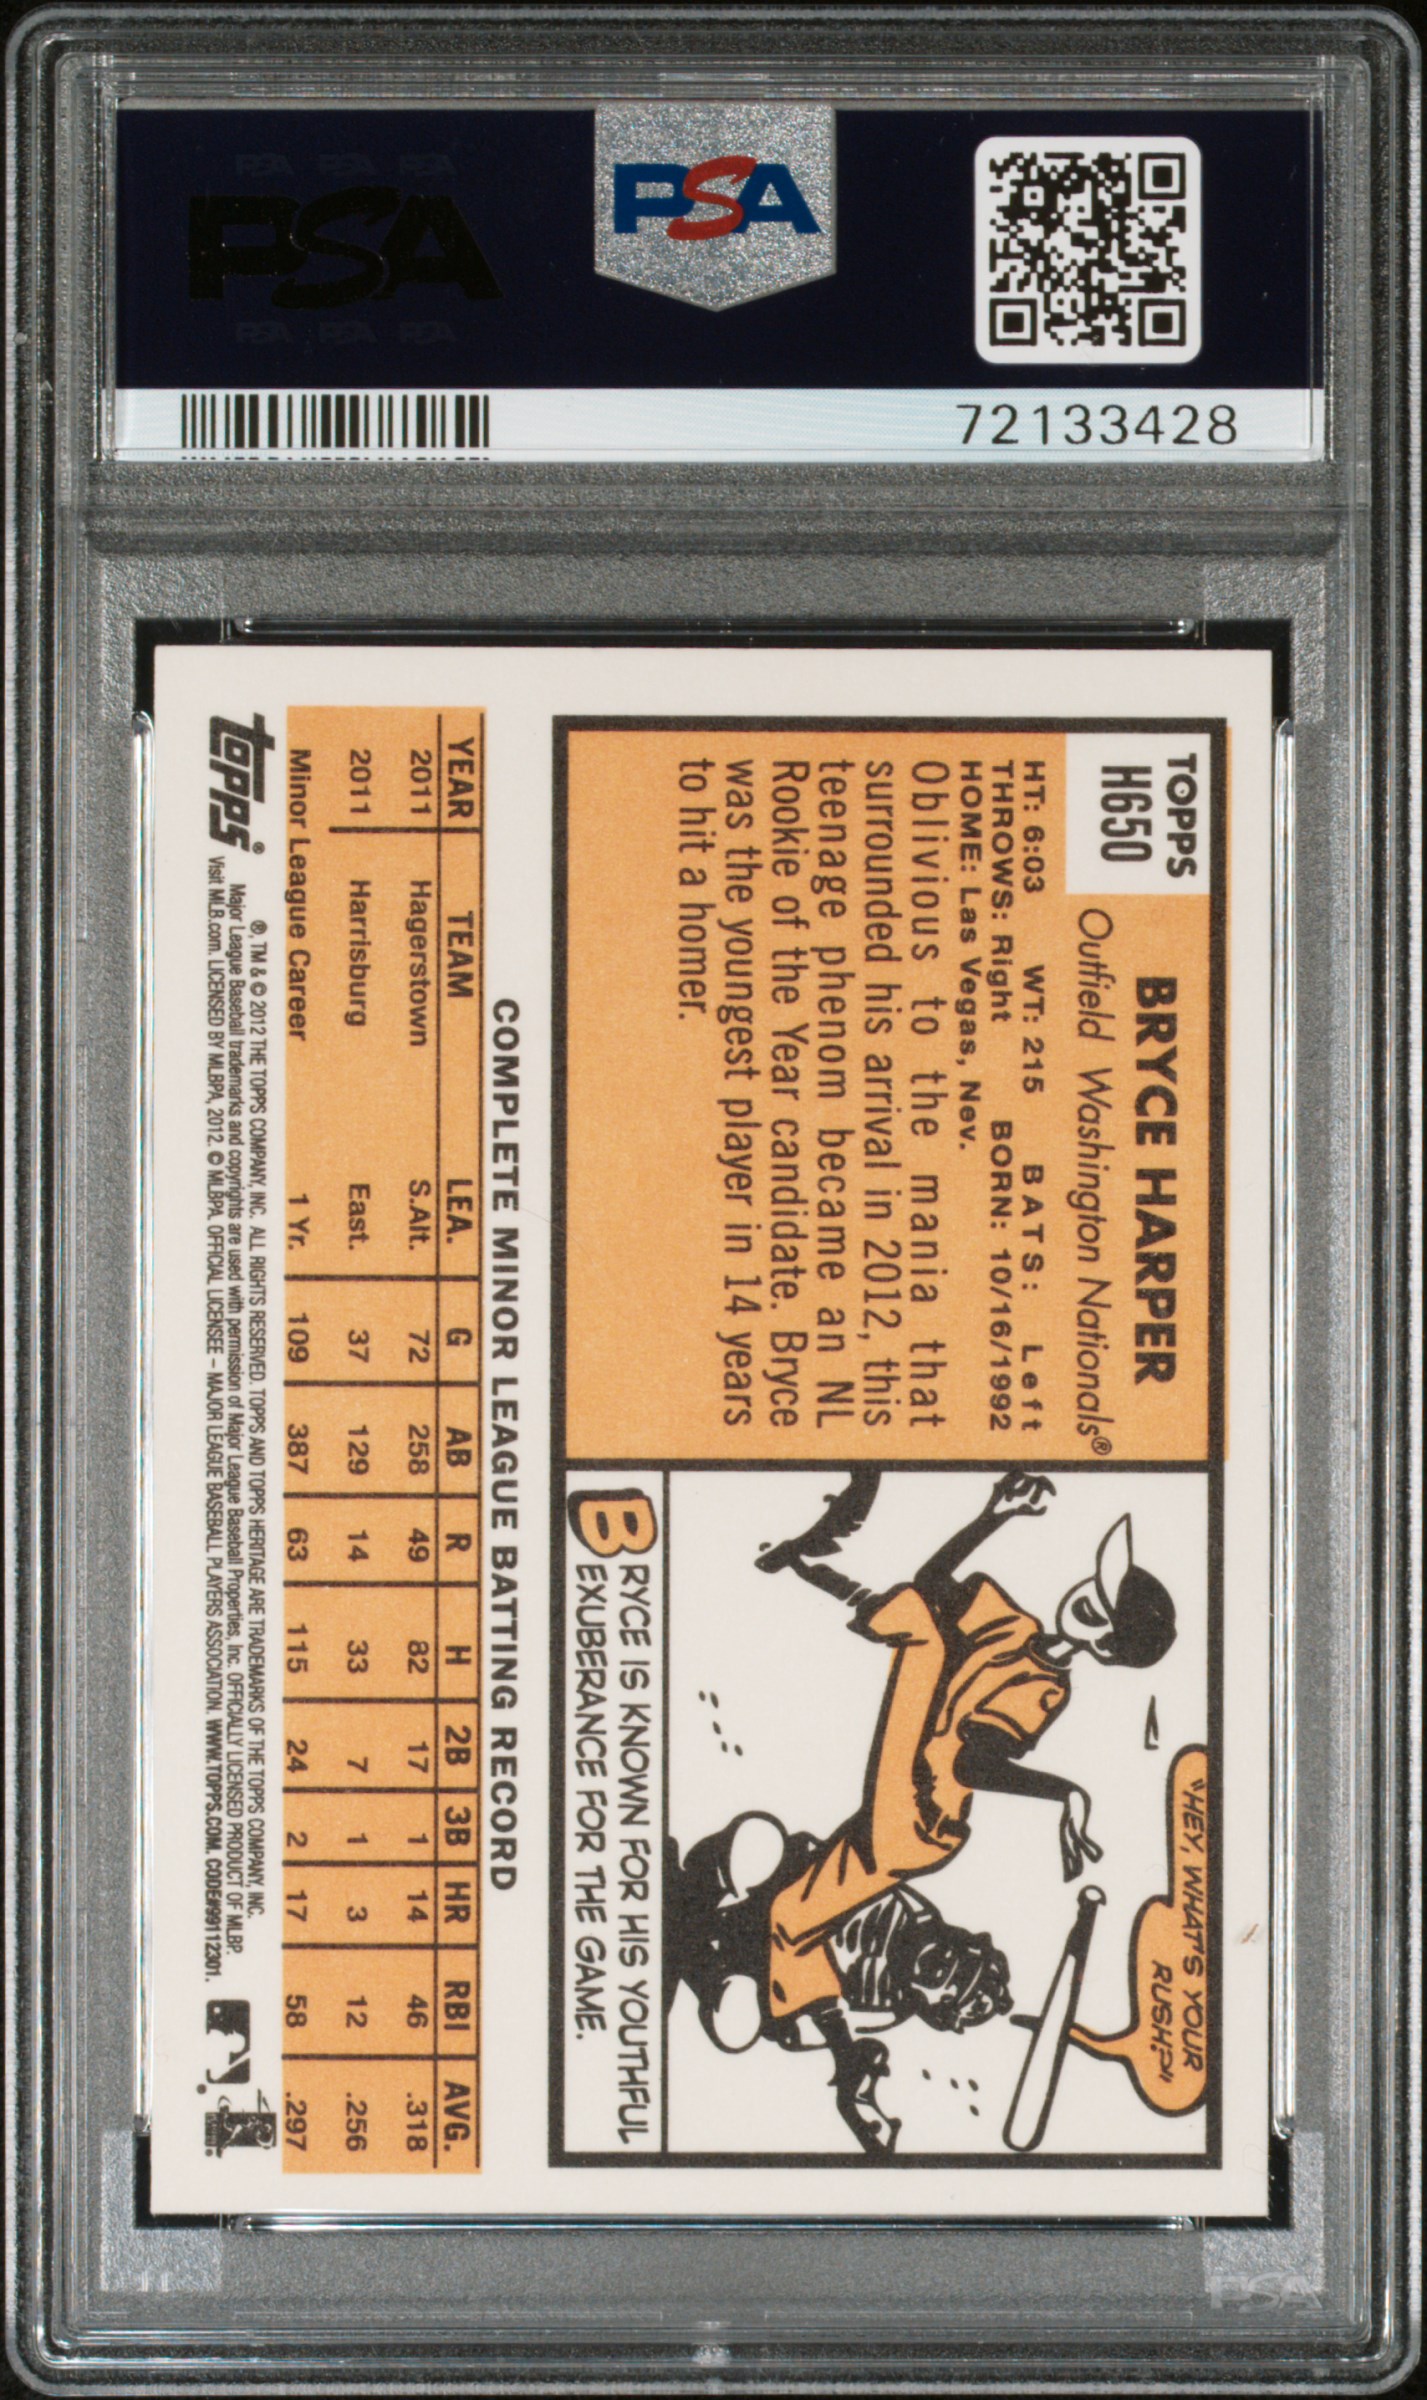 PSA PSA PSA
PSA
PSA PSA PSA
PSA
72133428
TOPPS
H650
BRYCE HARPER
Outfield Washington Nationals®
HT: 6:03 WT: 215 BATS: Left
THROWS: Right BORN: 10/16/1992
HOME: Las Vegas, Nev.
Oblivious to the mania that
surrounded his arrival in 2012, this
teenage phenom became an NL
Rookie of the Year candidate. Bryce
was the youngest player in 14 years
to hit a homer.
"HEY, WHAT'S YOUR
RUSH?"
BRYCE IS KNOWN FOR HIS YOUTHFUL
EXUBERANCE FOR THE GAME.
COMPLETE MINOR LEAGUE BATTING RECORD
YEAR TEAM LEA. G AB R H 2B 3B HR RBI AVG.
2011 Hagerstown S.Alt. 72 258 49 82 17 1 14 46 .318
2011 Harrisburg East. 37 129 14 33 7 1 3 12 .256
Minor League Career 1 Yr. 109 387 63 115 24 2 17 58 .297
topps®
®, TM & © 2012 THE TOPPS COMPANY, INC. ALL RIGHTS RESERVED. TOPPS AND TOPPS HERITAGE ARE TRADEMARKS OF THE TOPPS COMPANY, INC.
Major League Baseball trademarks and copyrights are used with permission of Major League Baseball Properties, Inc. OFFICIALLY LICENSED PRODUCT OF MLBP.
Visit MLB.com. LICENSED BY MLBPA, 2012. © MLBPA. OFFICIAL LICENSEE – MAJOR LEAGUE BASEBALL PLAYERS ASSOCIATION. WWW.TOPPS.COM. CODE#99112301.
PSA